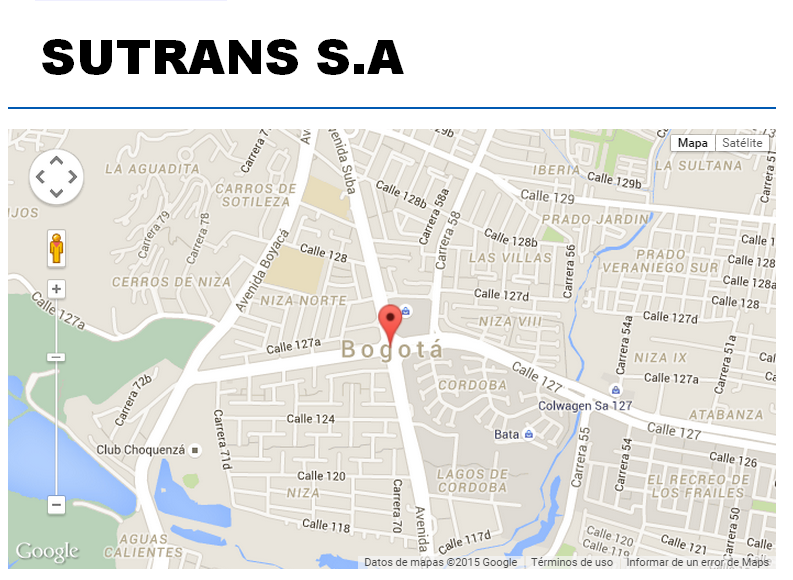 SUTRANS S.A
Mapa
Satélite
Carrera 7
Avenida Suba
LA AGUADITA
CARROS DE
SOTILEZA
Calle 128b
Carrera 58a
Carrera 58
IBERIA
Calle 129b
LA SULTANA
Calle 129
Carrera 51
PRADO JARDIN
Carrera 79
Carrera 78
Avenida Boyacá
Calle 128
Calle 128b
LAS VILLAS
Carrera 56
PRADO
VERANIEGO SUR
Calle 128b
Calle 128a
Calle 128
CERROS DE NIZA
NIZA NORTE
Calle 127d
Calle 127a
Calle 127d
NIZA VIII
Carrera 54a
Carrera 51a
Calle 127a
Bogotá
NIZA IX
Calle 127
Calle 127a
CORDOBA
Carrera 72b
Colwagen Sa 127
ATABANZA
Calle 124
Calle 127
Bata
Carrera 71d
Carrera 55
Carrera 54
Club Choquenzá
Calle 126
Calle 120
LAGOS DE
CORDOBA
EL RECREO DE
LOS FRAILES
NIZA
Carrera 70
Carrera 50
Calle 118
Avenida S
Calle 117d
Calle 120
Calle 119
AGUAS
CALIENTES
Google
Datos de mapas ©2015 Google
Términos de uso
Informar de un error de Maps